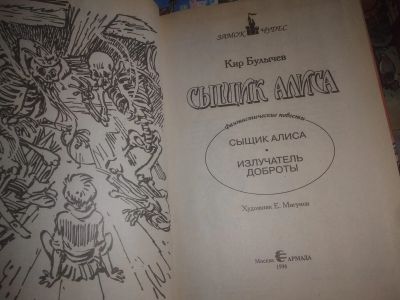 ЗАМОК ЧУДЕС
Кир Булычев
СЫЩИК АЛИСА
Фантастические повести
СЫЩИК АЛИСА
•
ИЗЛУЧАТЕЛЬ
ДОБРОТЫ
Художник Е. Мигунов
Москва АРМАДА
1996